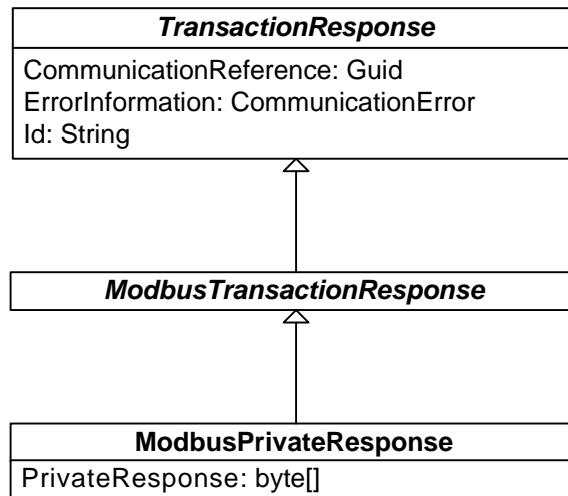 TransactionResponse
CommunicationReference: Guid
ErrorInformation: CommunicationError
Id: String
ModbusTransactionResponse
ModbusPrivateResponse
PrivateResponse: byte[]